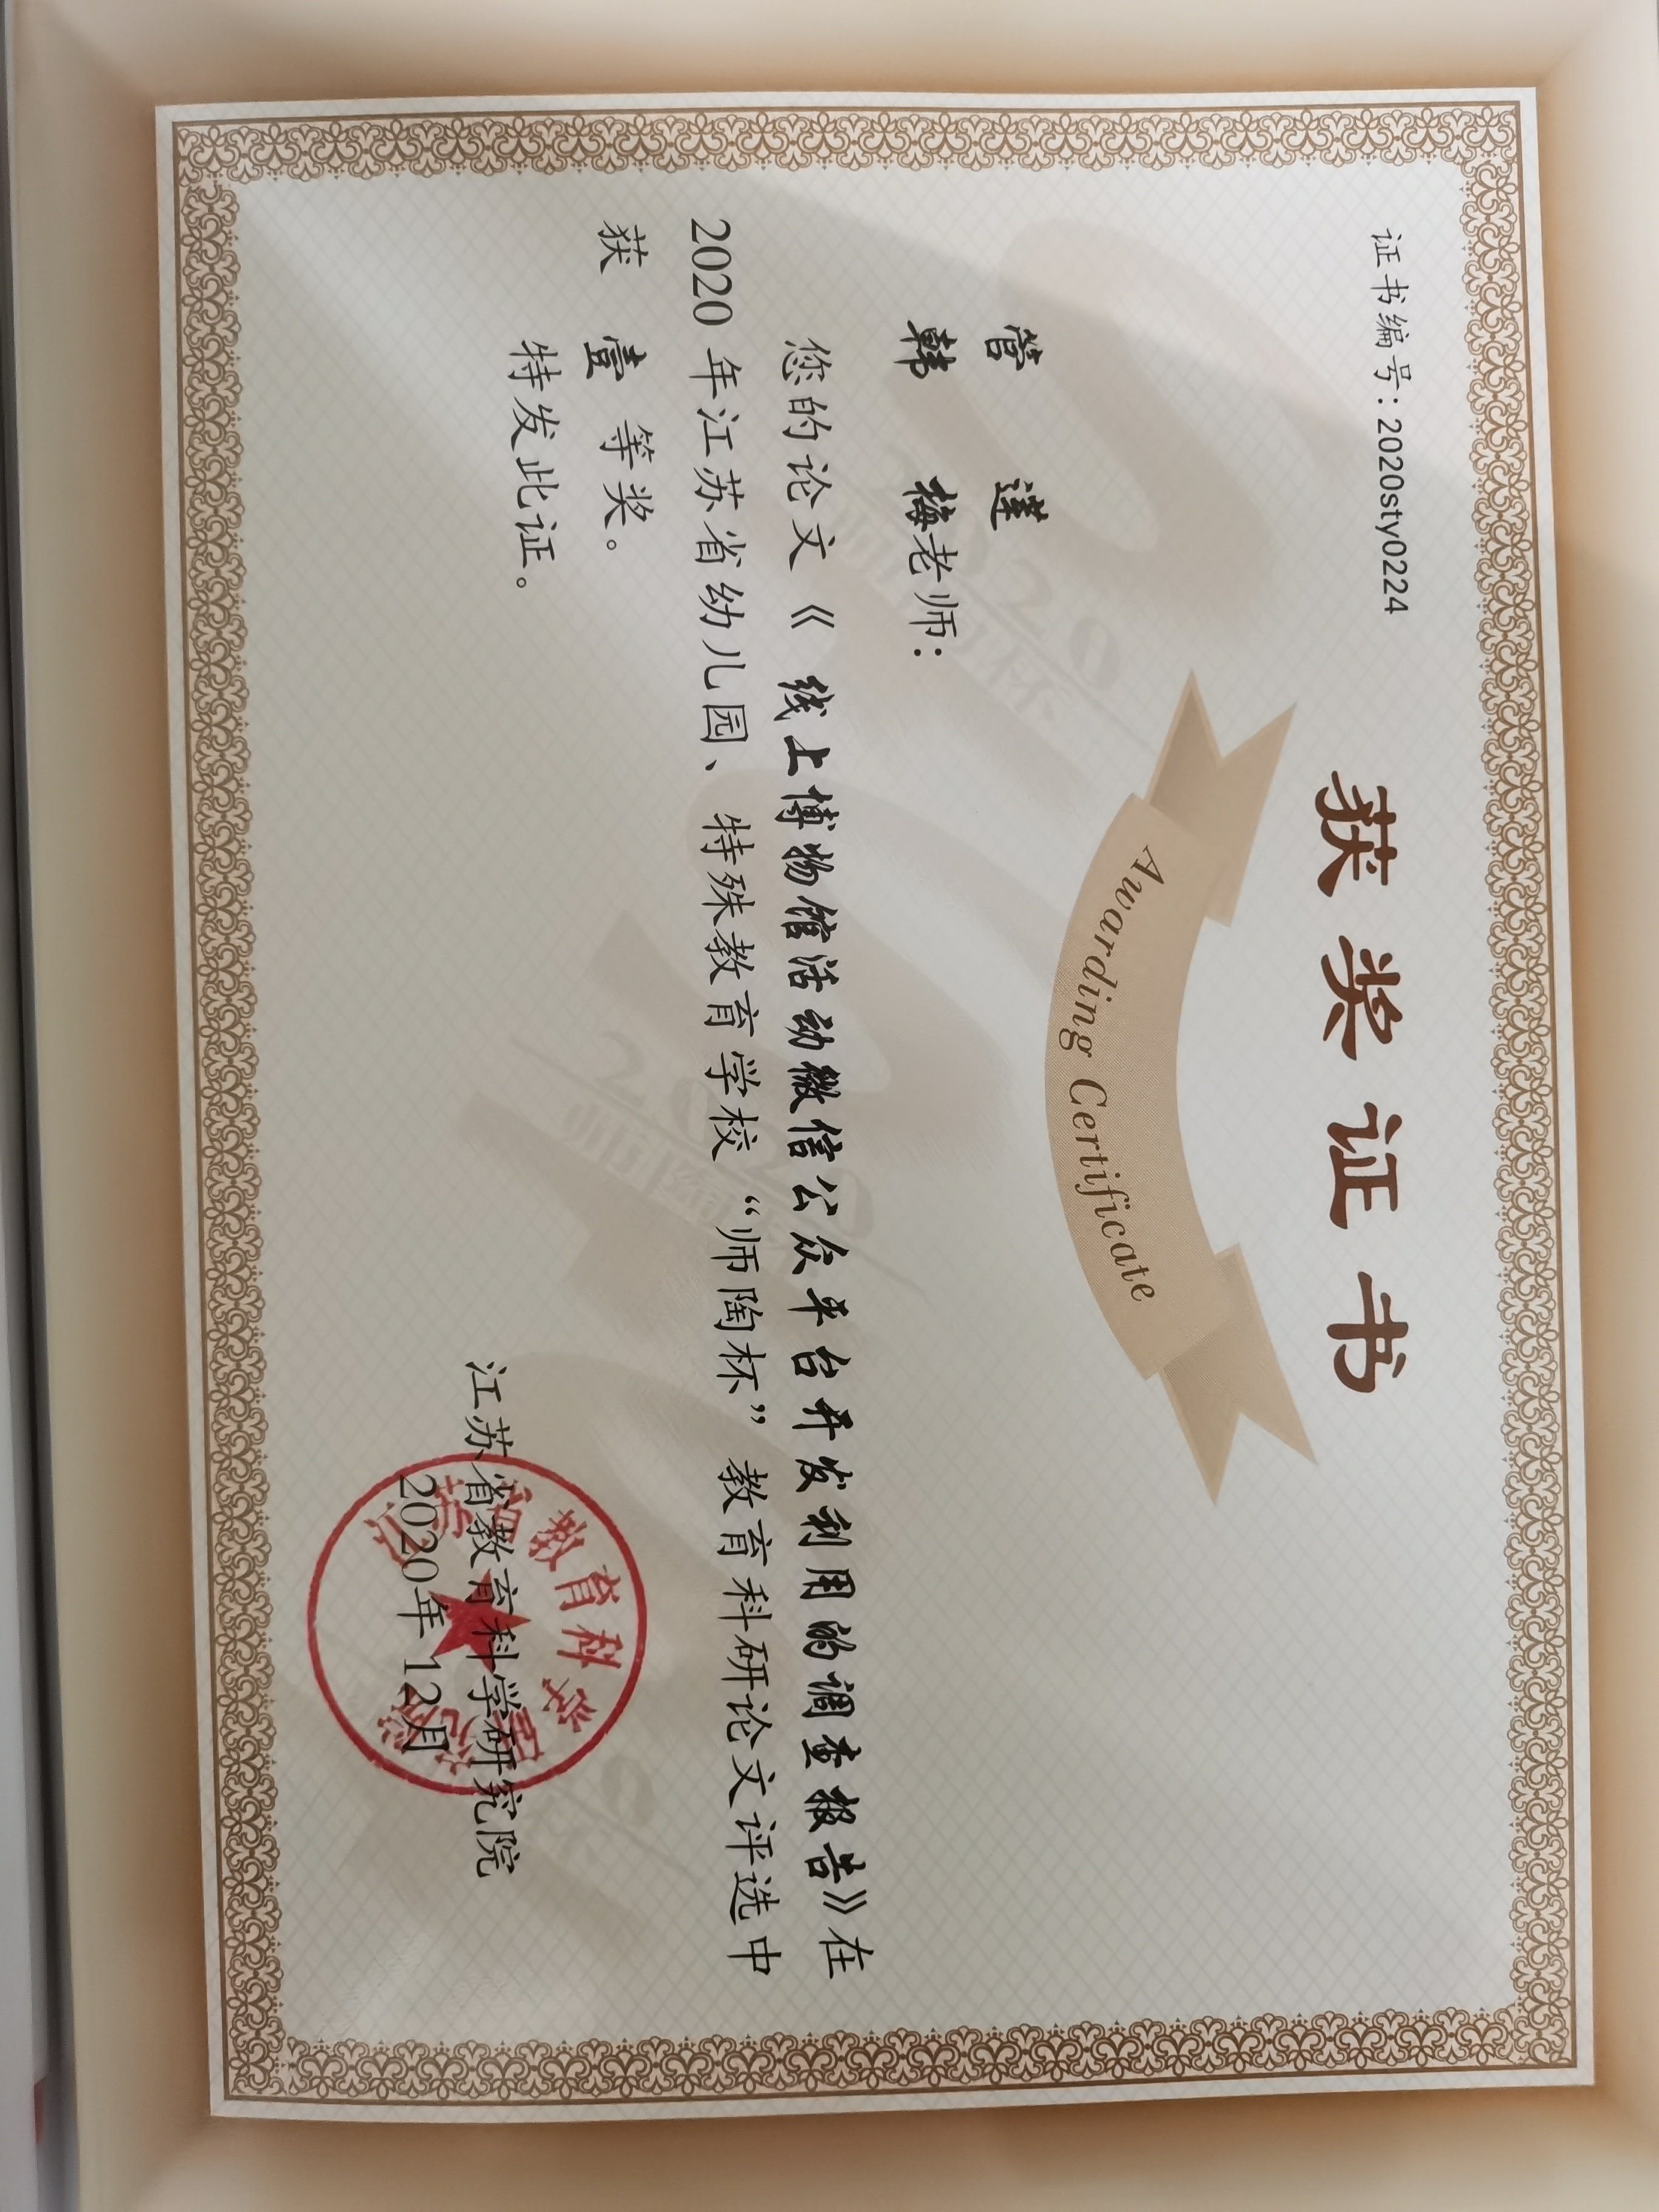 证书编号：2020sty0224
获奖证书
Awarding Certificate
管 莲
韩 梅老师：
您的论文《 线上博物馆活动微信公众平台开发利用的调查报告》在
2020 年江苏省幼儿园、特殊教育学校“师陶杯”教育科研论文评选中
获 壹 等奖。
特发此证。
江苏省教育科学研究院
2020年12月